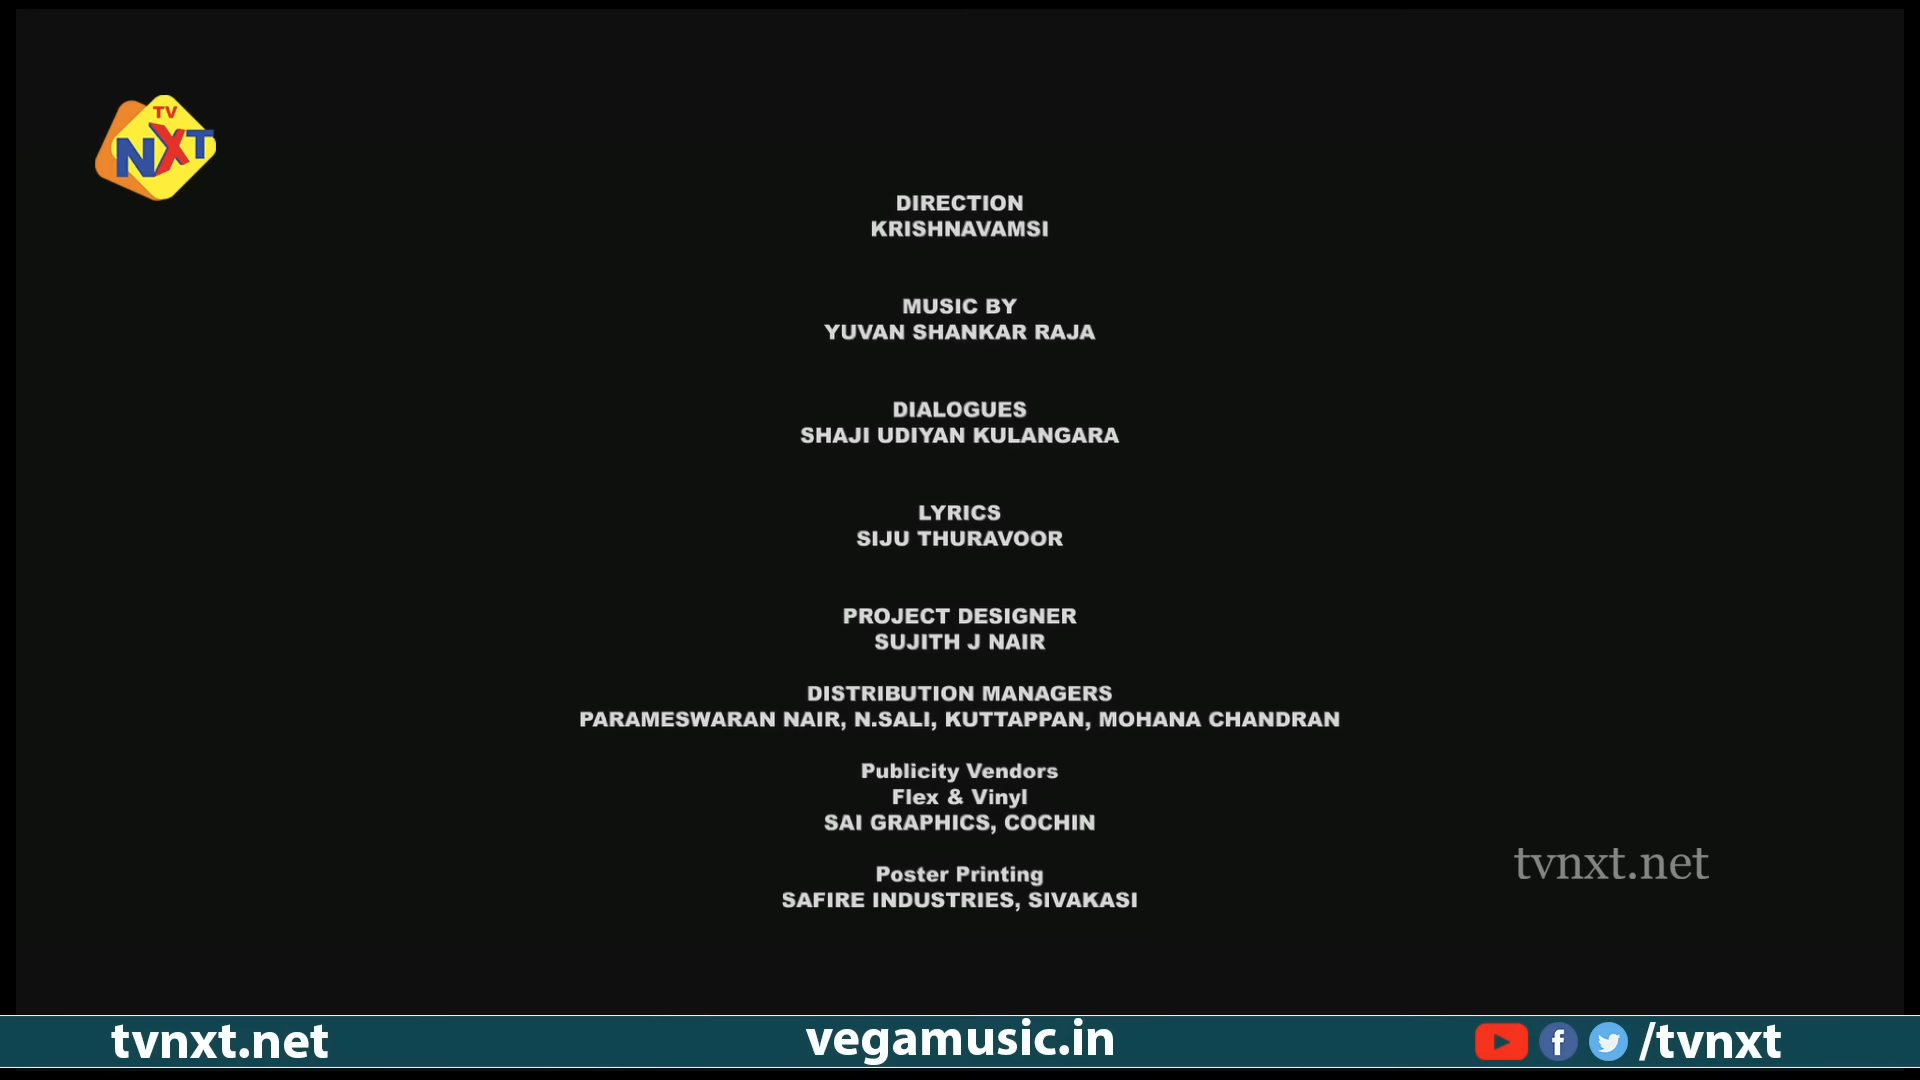 TV
NXT
DIRECTION
KRISHNAVAMSI
MUSIC BY
YUVAN SHANKAR RAJA
DIALOGUES
SHAJI UDIYAN KULANGARA
LYRICS
SIJU THURAVOOR
PROJECT DESIGNER
SUJITH J NAIR
DISTRIBUTION MANAGERS
PARAMESWARAN NAIR, N.SALI, KUTTAPPAN, MOHANA CHANDRAN
Publicity Vendors
Flex & Vinyl
SAI GRAPHICS, COCHIN
Poster Printing
SAFIRE INDUSTRIES, SIVAKASI
tvnxt.net
tvnxt.net
vegamusic.in
/tvnxt